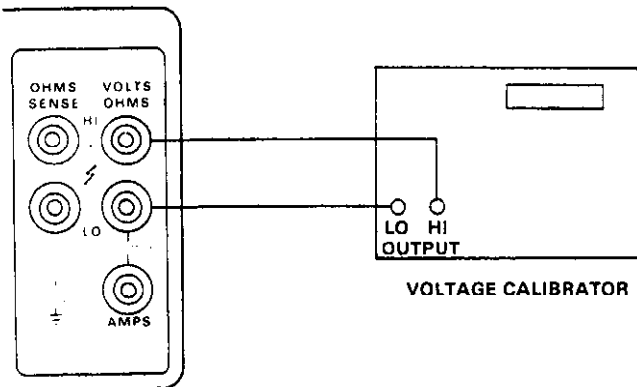 OHMS SENSE
VOLTS OHMS
HI
LO
AMPS
LO HI
OUTPUT
VOLTAGE CALIBRATOR